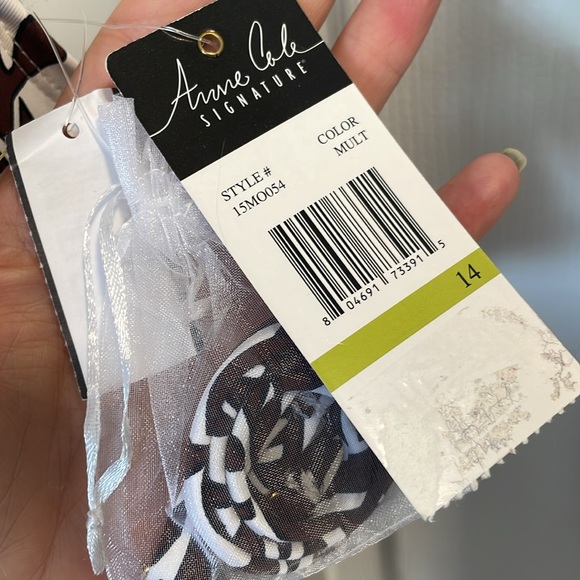 Anne Cole
SIGNATURE®
STYLE #
15MO054
COLOR
MULT
8 04691 73391 5
14